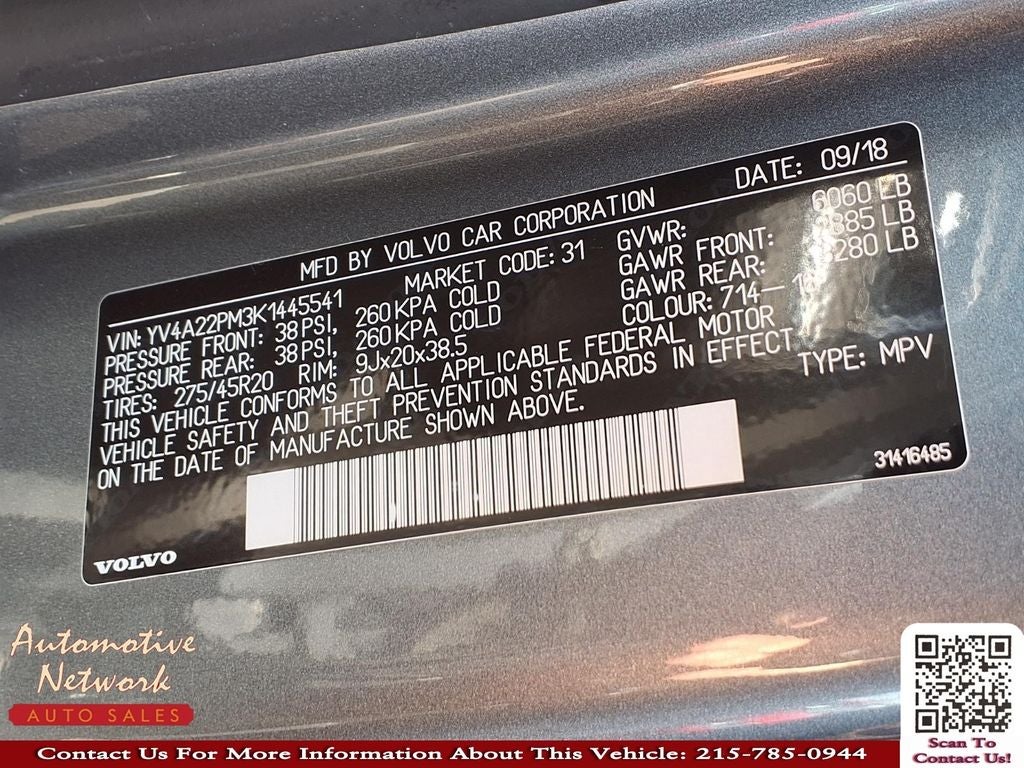 MFD BY VOLVO CAR CORPORATION
DATE: 09/18
VIN: YV4A22PM3K1445541
MARKET CODE: 31
GVWR: 6060 LB
PRESSURE FRONT: 38 PSI, 260 KPA COLD
GAWR FRONT: 885 LB
PRESSURE REAR: 38 PSI, 260 KPA COLD
GAWR REAR: 280 LB
TIRES: 275/45R20 RIM: 9Jx20x38.5
COLOUR: 714—
THIS VEHICLE CONFORMS TO ALL APPLICABLE FEDERAL MOTOR
VEHICLE SAFETY AND THEFT PREVENTION STANDARDS IN EFFECT
ON THE DATE OF MANUFACTURE SHOWN ABOVE.
TYPE: MPV
31416485
VOLVO
Automotive
Network
AUTO SALES
Contact Us For More Information About This Vehicle: 215-785-0944
Scan To
Contact Us!